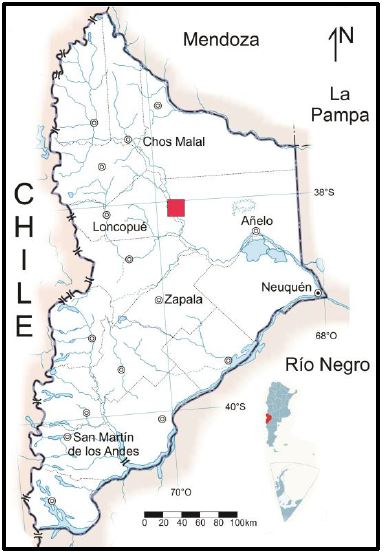 Mendoza
N
La
Pampa
Chos Malal
38°S
CHILE
Loncopué
Añelo
Zapala
Neuquén
68°O
Río Negro
40°S
San Martín
de los Andes
70°O
0 20 40 60 80 100km